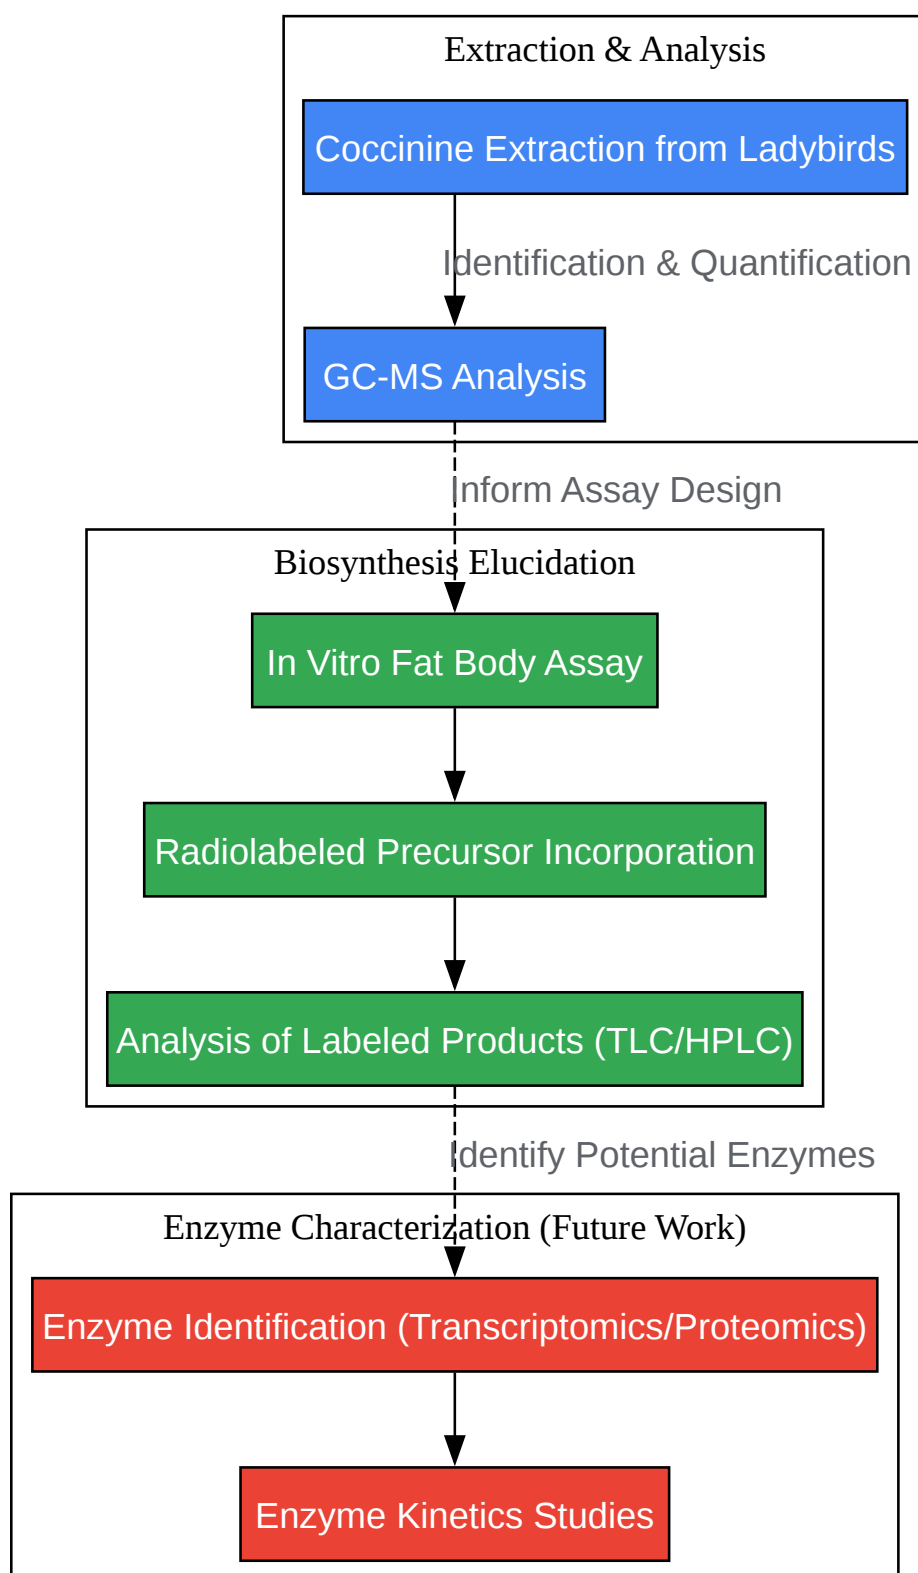 Extraction & Analysis
Coccinine Extraction from Ladybirds
Identification & Quantification
GC-MS Analysis
Inform Assay Design
Biosynthesis Elucidation
In Vitro Fat Body Assay
Radiolabeled Precursor Incorporation
Analysis of Labeled Products (TLC/HPLC)
Identify Potential Enzymes
Enzyme Characterization (Future Work)
Enzyme Identification (Transcriptomics/Proteomics)
Enzyme Kinetics Studies